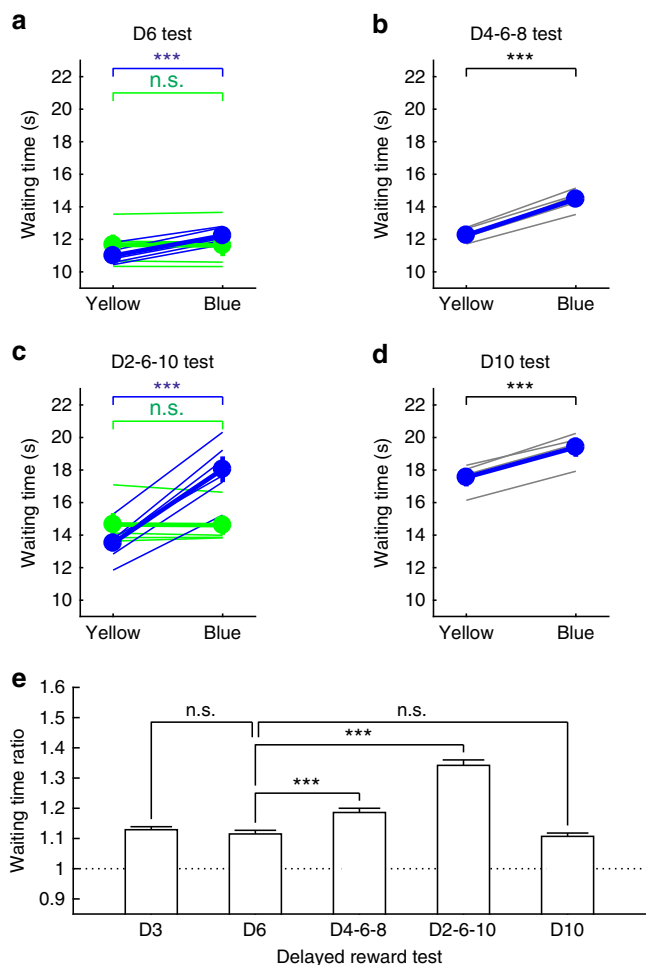 a
D6 test
***
n.s.
Waiting time (s)
22
20
18
16
14
12
10
Yellow
Blue
b
D4-6-8 test
***
Waiting time (s)
22
20
18
16
14
12
10
Yellow
Blue
c
D2-6-10 test
***
n.s.
Waiting time (s)
22
20
18
16
14
12
10
Yellow
Blue
d
D10 test
***
Waiting time (s)
22
20
18
16
14
12
10
Yellow
Blue
e
Waiting time ratio
1.6
1.5
1.4
1.3
1.2
1.1
1
0.9
n.s.
n.s.
***
***
D3
D6
D4-6-8
D2-6-10
D10
Delayed reward test